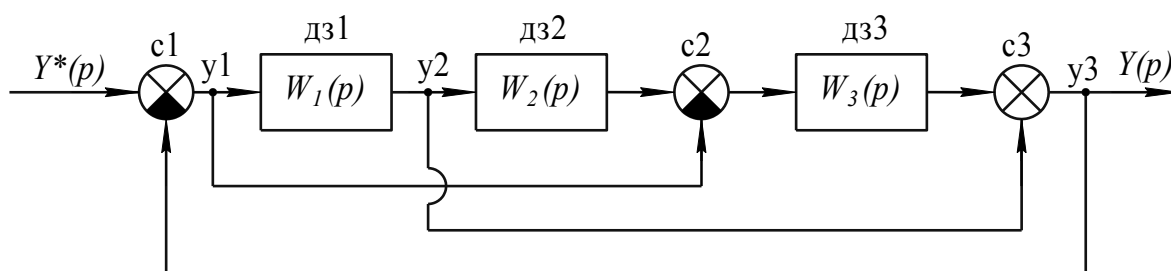 дз1 дз2 дз3
с1 с2 с3
Y*(p) у1 W₁(p) у2 W₂(p) W₃(p) у3 Y(p)